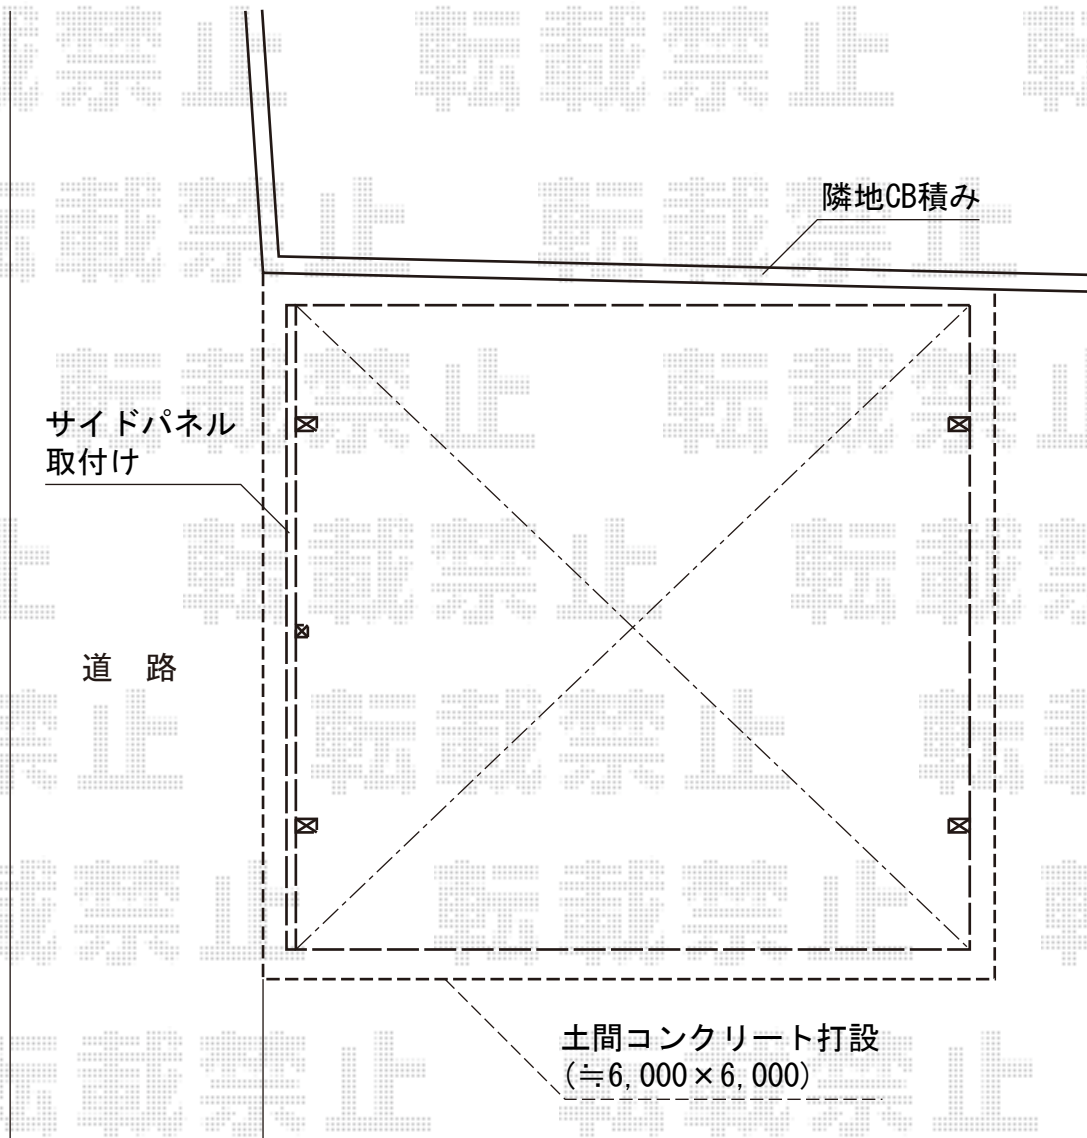 転載禁止
隣地CB積み
サイドパネル
取付け
道　路
土間コンクリート打設
(≒6,000×6,000)